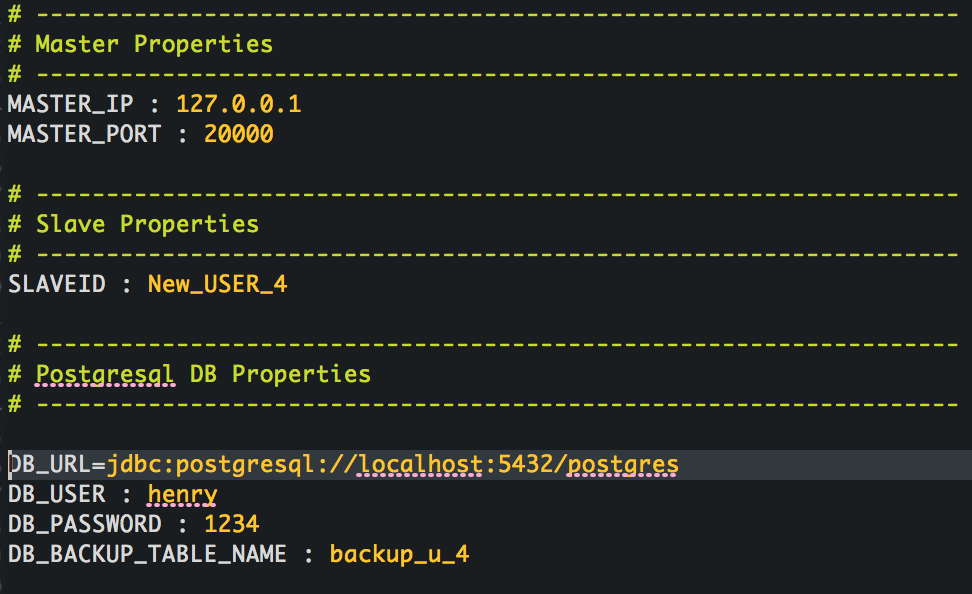 # ------------------------------------------------------------------
# Master Properties
# ------------------------------------------------------------------
MASTER_IP : 127.0.0.1
MASTER_PORT : 20000
# ------------------------------------------------------------------
# Slave Properties
# ------------------------------------------------------------------
SLAVEID : New_USER_4
# ------------------------------------------------------------------
# Postgresql DB Properties
# ------------------------------------------------------------------
DB_URL=jdbc:postgresql://localhost:5432/postgres
DB_USER : henry
DB_PASSWORD : 1234
DB_BACKUP_TABLE_NAME : backup_u_4